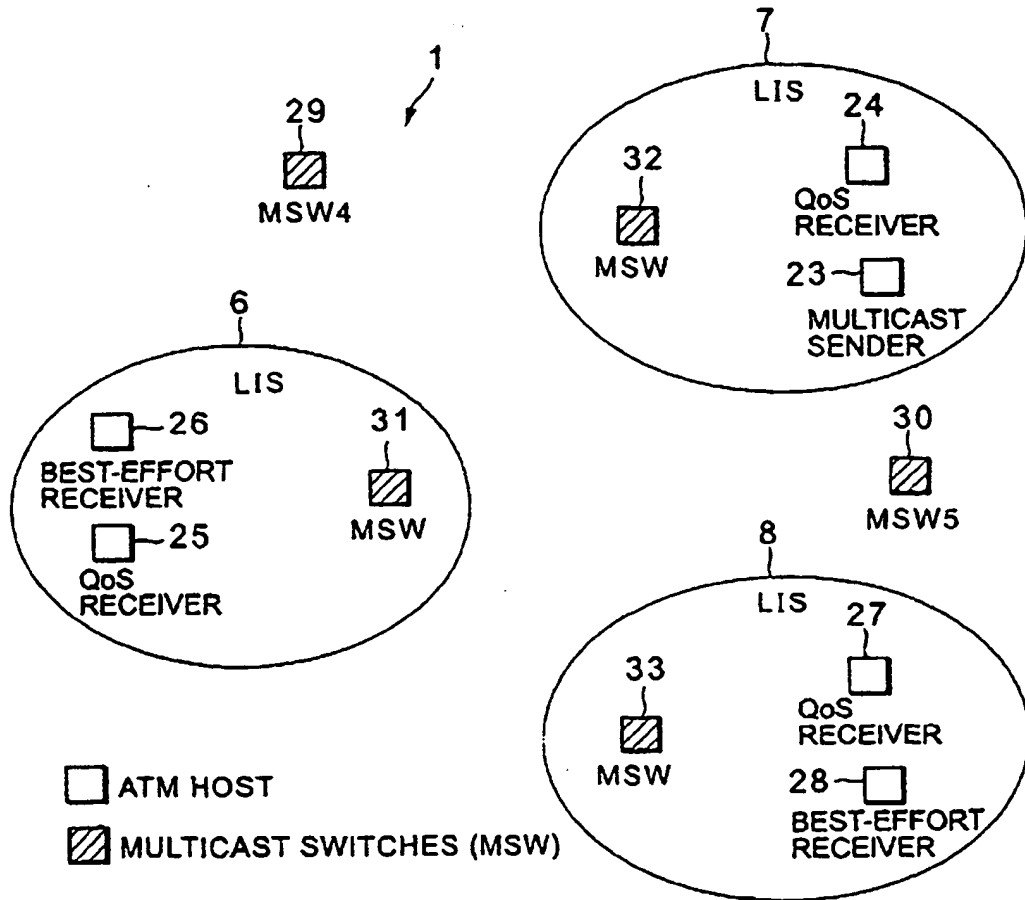 1
29
MSW4
7
LIS
24
32
QoS
RECEIVER
MSW
23
MULTICAST
SENDER
6
LIS
26
31
BEST-EFFORT
RECEIVER
MSW
25
QoS
RECEIVER
30
MSW5
8
LIS
27
33
QoS
RECEIVER
MSW
28
BEST-EFFORT
RECEIVER
ATM HOST
MULTICAST SWITCHES (MSW)